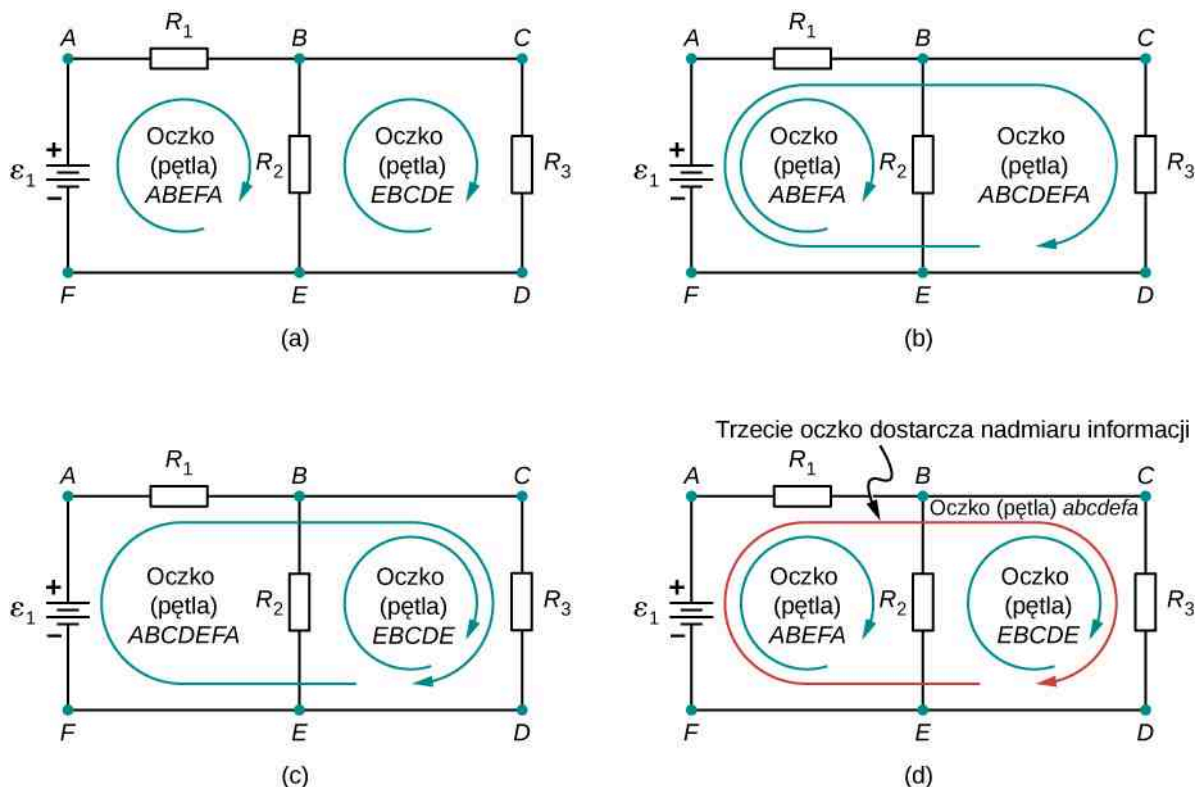 R1
A
B
C
Oczko
(pętla)
ABEFA
Oczko
(pętla)
EBCDE
+
ε1
−
R2
R3
F
E
D
(a)
R1
A
B
C
Oczko
(pętla)
ABEFA
Oczko
(pętla)
ABCDEFA
+
ε1
−
R2
R3
F
E
D
(b)
R1
A
B
C
Oczko
(pętla)
ABCDEFA
Oczko
(pętla)
EBCDE
+
ε1
−
R2
R3
F
E
D
(c)
Trzecie oczko dostarcza nadmiaru informacji
R1
A
B
C
Oczko (pętla) abcdefa
Oczko
(pętla)
ABEFA
Oczko
(pętla)
EBCDE
+
ε1
−
R2
R3
F
E
D
(d)